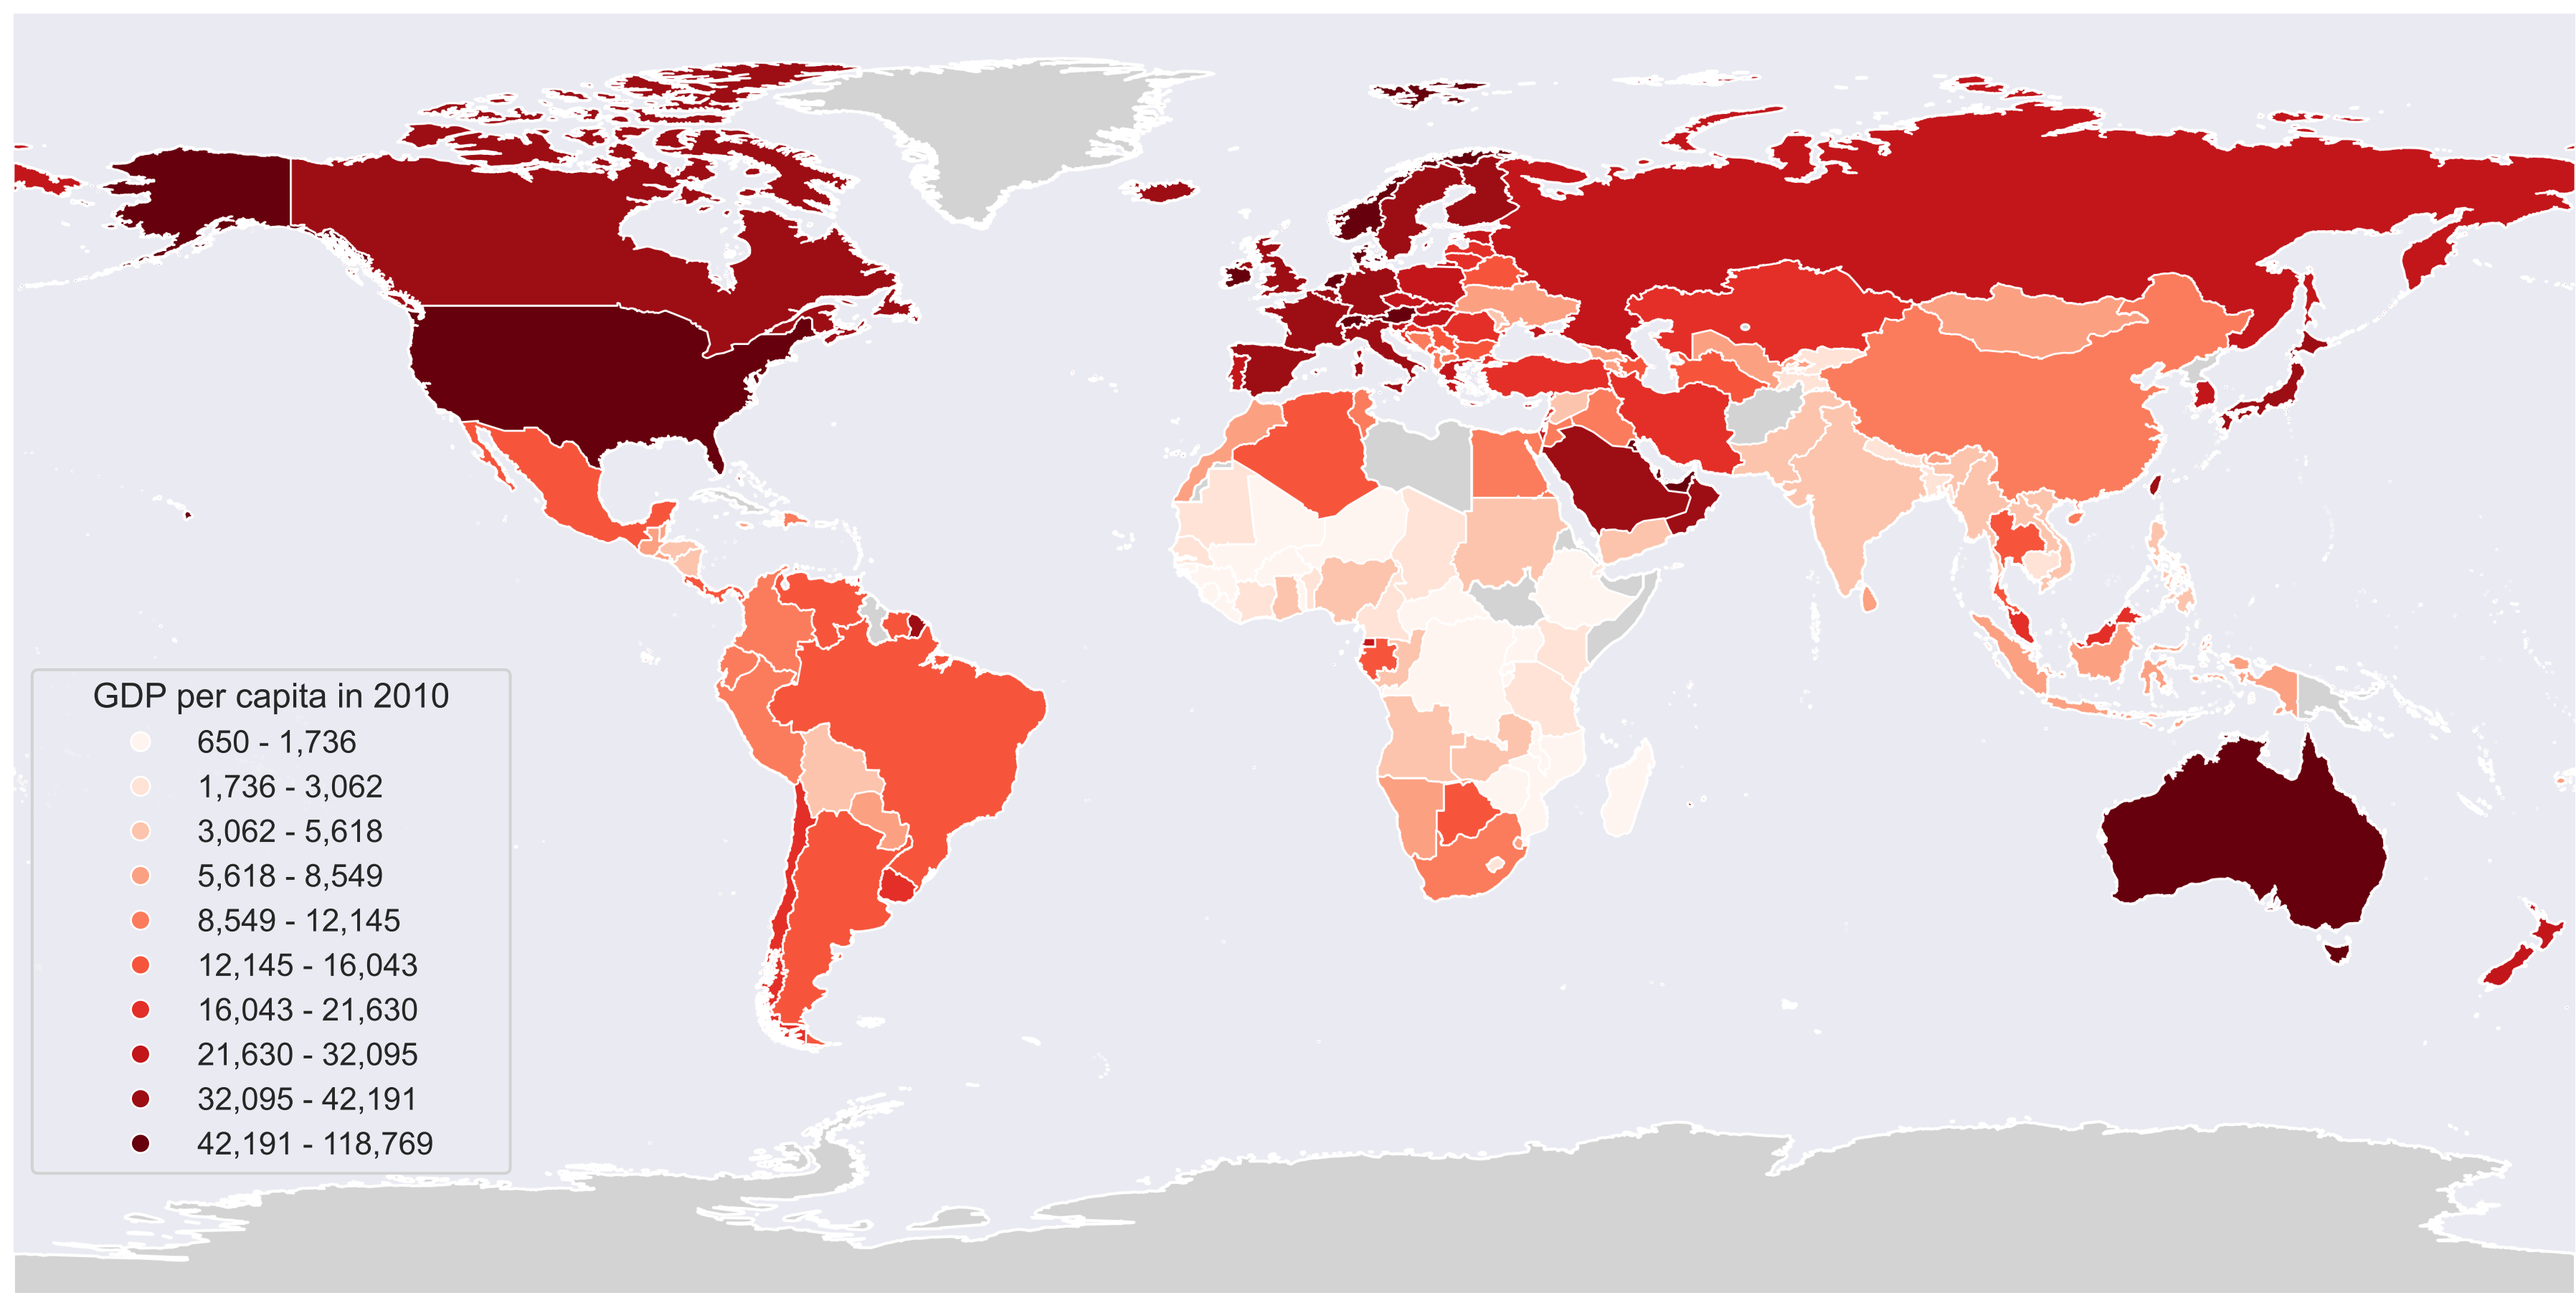 GDP per capita in 2010
650 - 1,736
1,736 - 3,062
3,062 - 5,618
5,618 - 8,549
8,549 - 12,145
12,145 - 16,043
16,043 - 21,630
21,630 - 32,095
32,095 - 42,191
42,191 - 118,769